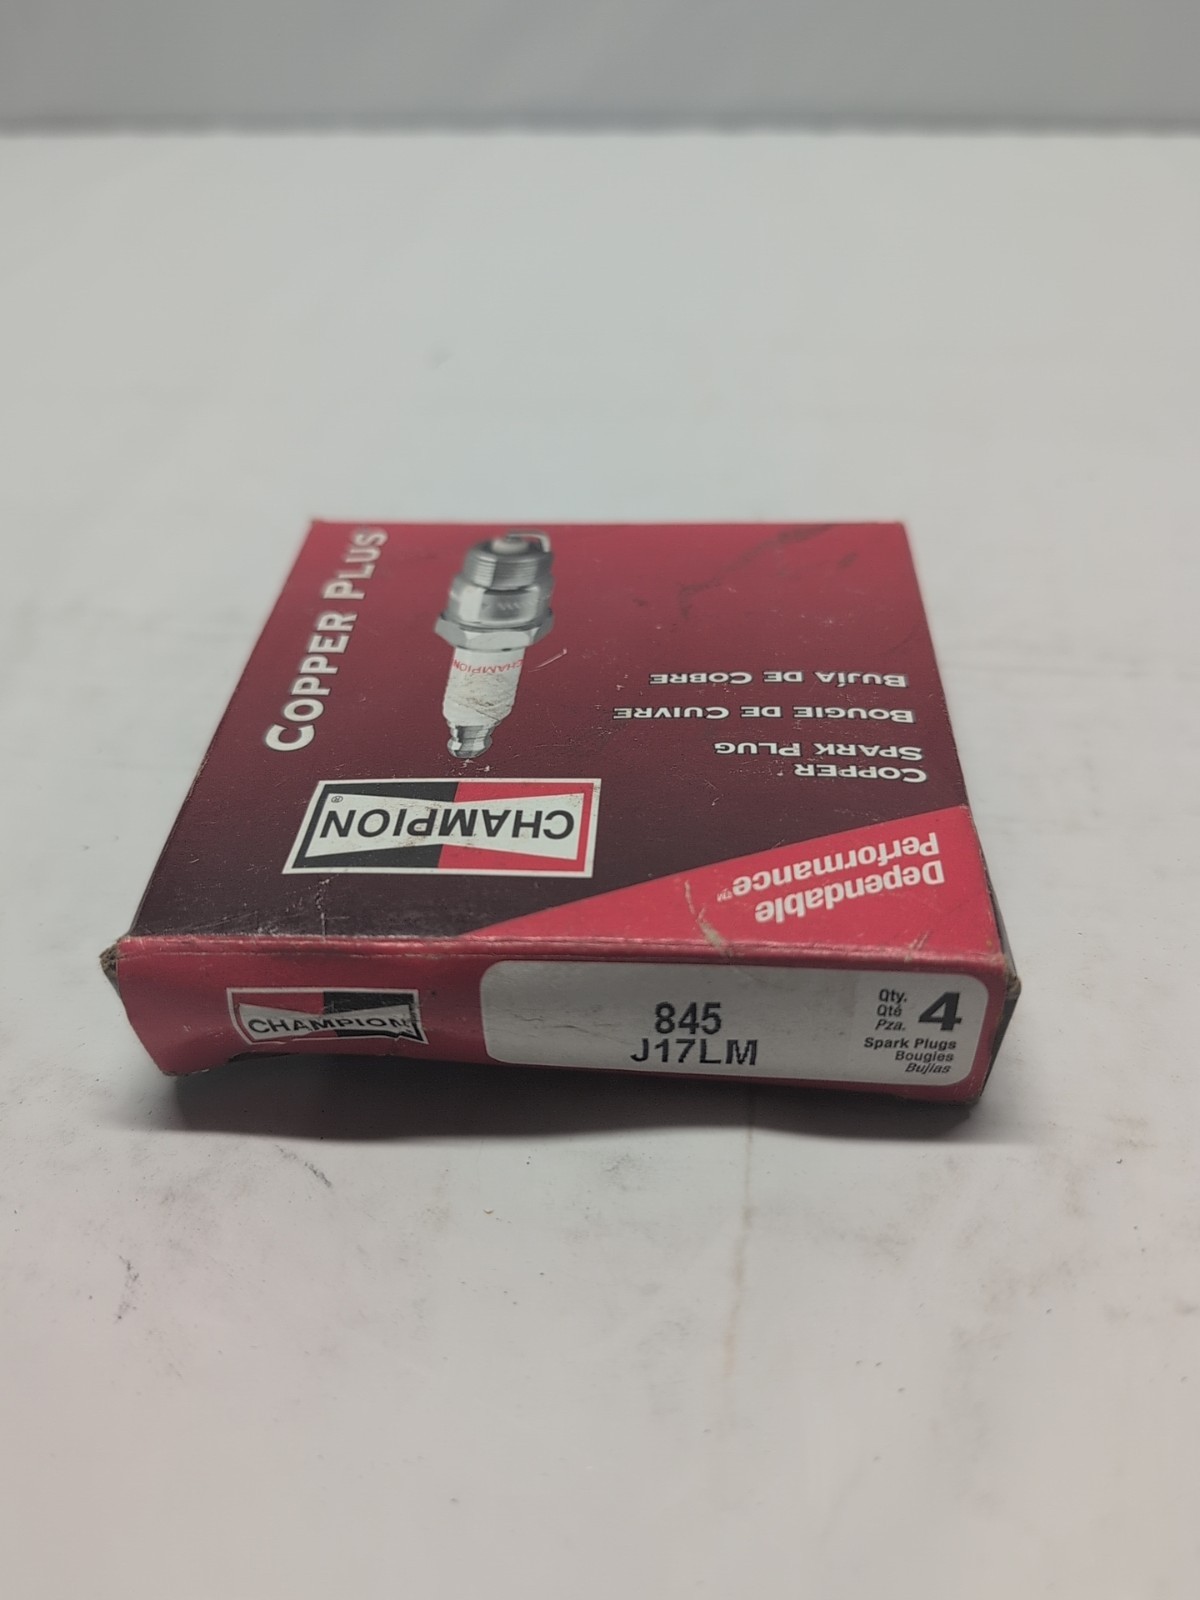 COPPER PLUS
CHAMPION
BUJÍA DE COBRE
BOUGIE DE CUIVRE
COPPER
SPARK PLUG
CHAMPION®
Dependable
Performance™
CHAMPION
845
J17LM
Qty.
Qté
Pza.
4
Spark Plugs
Bougies
Bujías